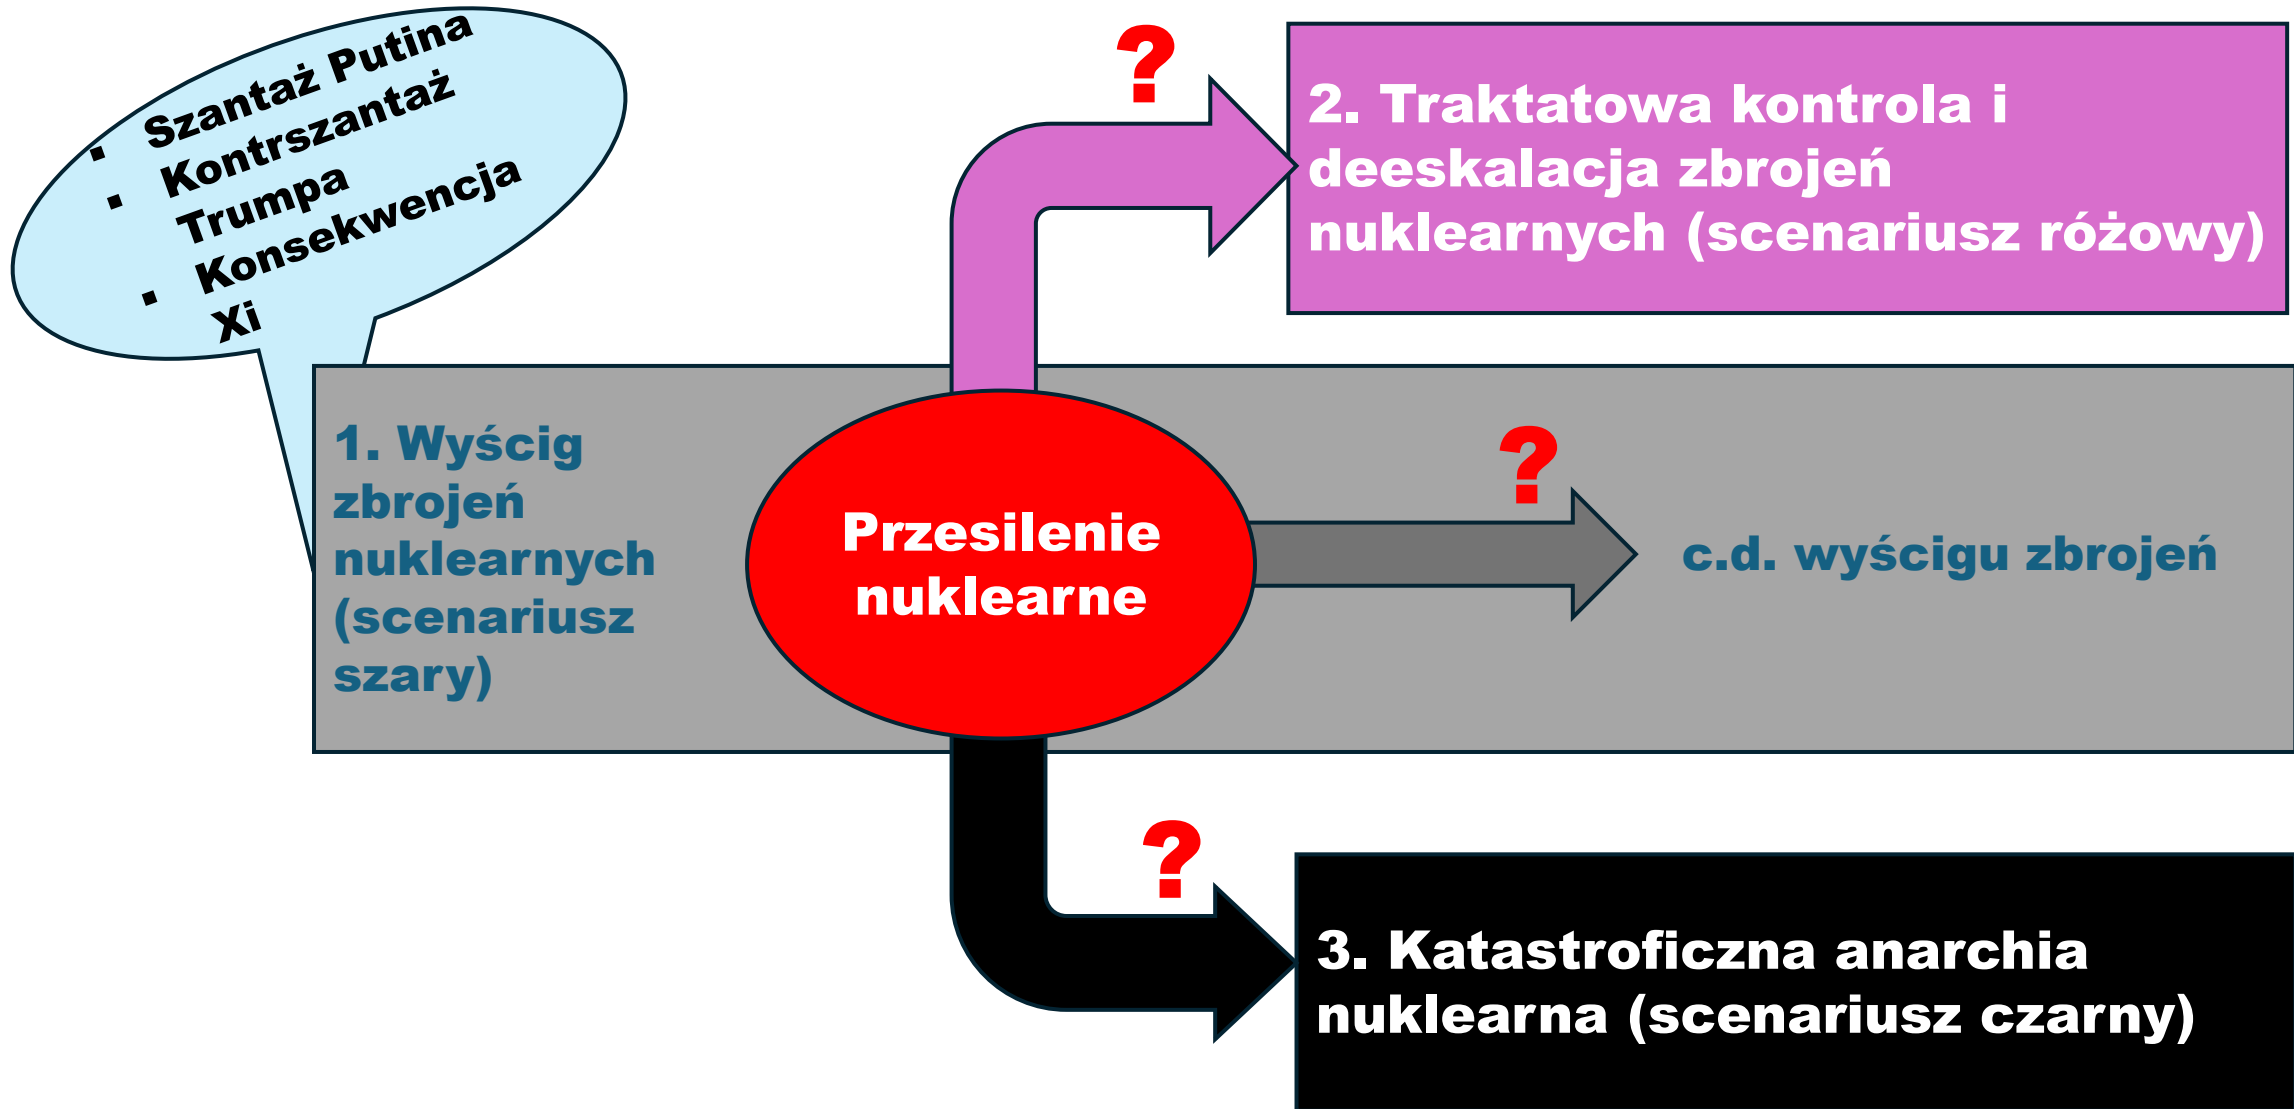 ▪ Szantaż Putina
▪ Kontrszantaż
Trumpa
▪ Konsekwencja
Xi
?
2. Traktatowa kontrola i
deeskalacja zbrojeń
nuklearnych (scenariusz różowy)
1. Wyścig
zbrojeń
nuklearnych
(scenariusz
szary)
Przesilenie
nuklearne
?
c.d. wyścigu zbrojeń
?
3. Katastroficzna anarchia
nuklearna (scenariusz czarny)